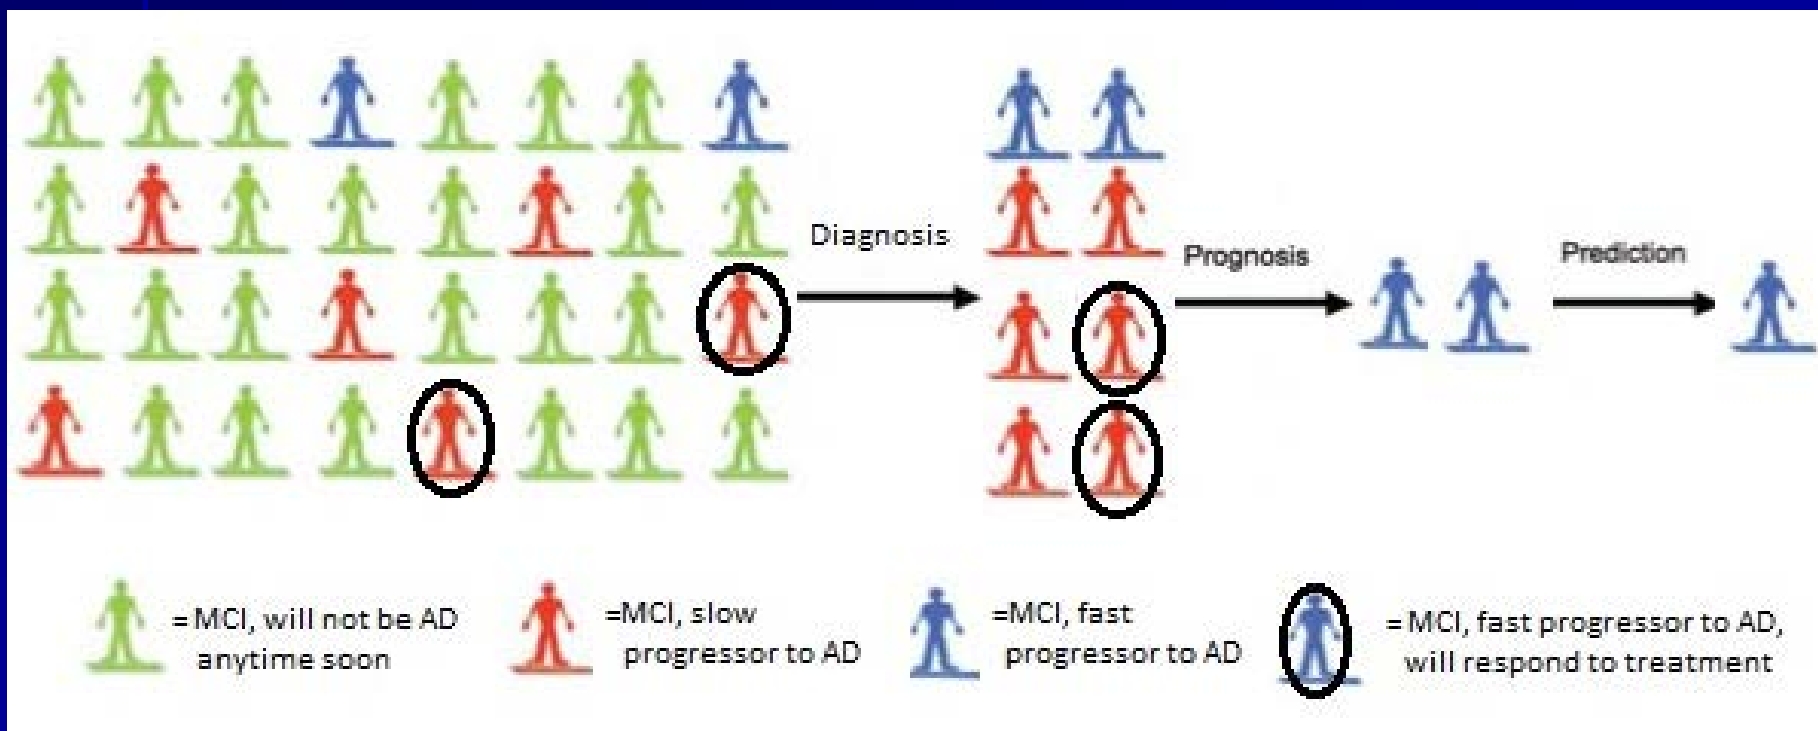 Diagnosis
Prognosis
Prediction
=MCI, will not be AD
anytime soon
=MCI, slow
progressor to AD
=MCI, fast
progressor to AD
=MCI, fast progressor to AD,
will respond to treatment